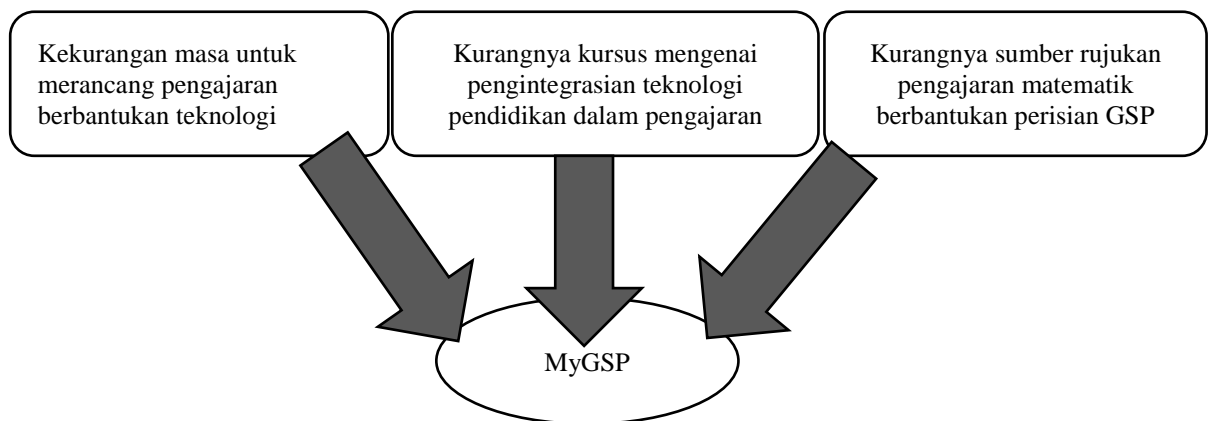 Kekurangan masa untuk
merancang pengajaran
berbantukan teknologi
Kurangnya kursus mengenai
pengintegrasian teknologi
pendidikan dalam pengajaran
Kurangnya sumber rujukan
pengajaran matematik
berbantukan perisian GSP
MyGSP